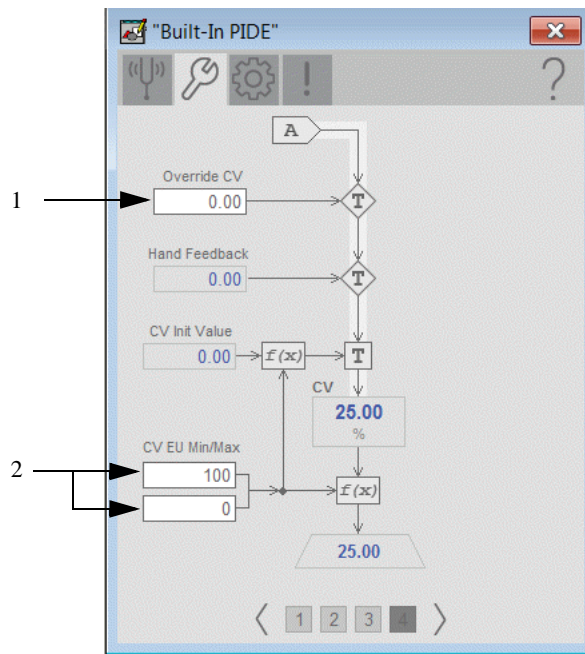 "Built-In PIDE"
A
Override CV
1
0.00
T
Hand Feedback
0.00
T
CV Init Value
0.00
f(x)
T
CV
25.00
%
CV EU Min/Max
2
100
0
f(x)
25.00
1 2 3 4